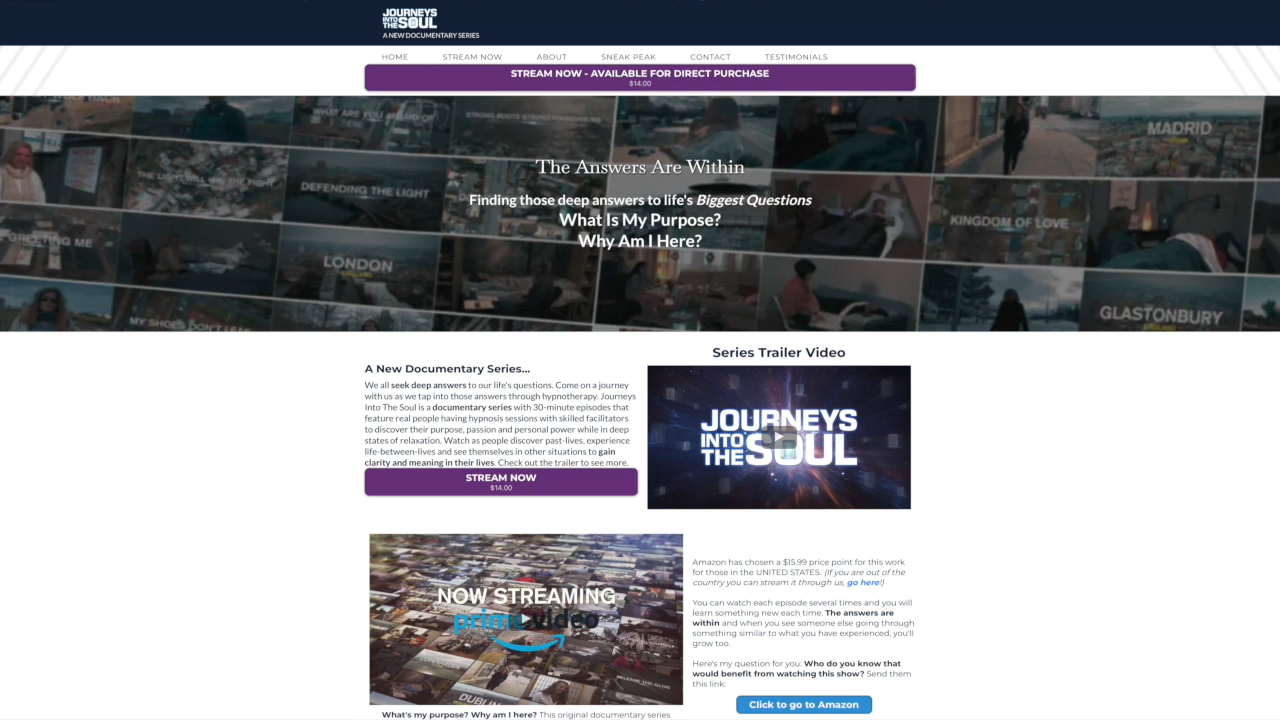 JOURNEYS
INTO
THE SOUL
A NEW DOCUMENTARY SERIES
HOME STREAM NOW ABOUT SNEAK PEAK CONTACT TESTIMONIALS
STREAM NOW - AVAILABLE FOR DIRECT PURCHASE
$14.00
WHAT ARE YOU AFRAID OF
MADRID
The Answers Are Within
THE LIGHT WILL WIN THE FIGHT
DEFENDING THE LIGHT
Finding those deep answers to life's Biggest Questions
What Is My Purpose?
KINGDOM OF LOVE
Why Am I Here?
GREETING ME
LONDON
ENGLAND
GLASTONBURY
MY SHOES DON'T LEAK
Series Trailer Video
A New Documentary Series...
We all seek deep answers to our life's questions. Come on a journey
with us as we tap into those answers through hypnotherapy. Journeys
Into The Soul is a documentary series with 30-minute episodes that
feature real people having hypnosis sessions with skilled facilitators
to discover their purpose, passion and personal power while in deep
states of relaxation. Watch as people discover past-lives, experience
life-between-lives and see themselves in other situations to gain
clarity and meaning in their lives. Check out the trailer to see more.
STREAM NOW
$14.00
JOURNEYS
INTO
THE SOUL
NOW STREAMING
prime video
DUBLIN
Amazon has chosen a $15.99 price point for this work
for those in the UNITED STATES. (If you are out of the
country you can stream it through us, go here!)
You can watch each episode several times and you will
learn something new each time. The answers are
within and when you see someone else going through
something similar to what you have experienced, you'll
grow too.
Here's my question for you: Who do you know that
would benefit from watching this show? Send them
this link:
Click to go to Amazon
What's my purpose? Why am I here? This original documentary series